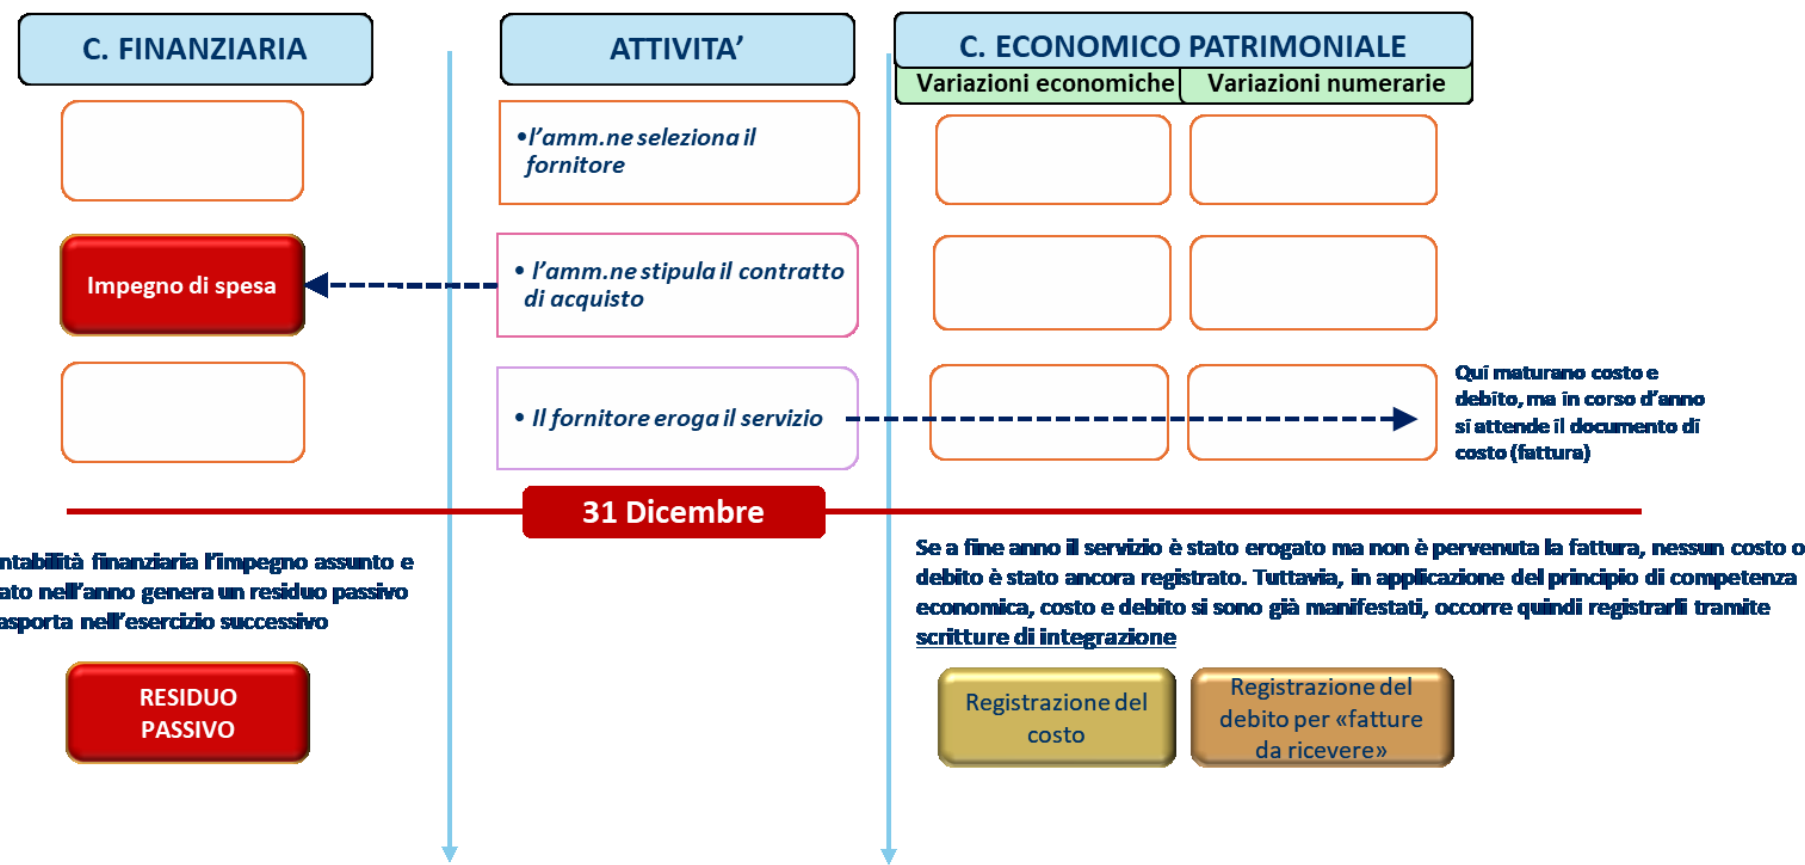 C. FINANZIARIA
ATTIVITA’
C. ECONOMICO PATRIMONIALE
Variazioni economiche
Variazioni numerarie
•l’amm.ne seleziona il
fornitore
Impegno di spesa
• l’amm.ne stipula il contratto
di acquisto
• Il fornitore eroga il servizio
Qui maturano costo e
debito, ma in corso d’anno
si attende il documento di
costo (fattura)
31 Dicembre
ntabilità finanziaria l’impegno assunto e
ato nell’anno genera un residuo passivo
asporta nell’esercizio successivo
Se a fine anno il servizio è stato erogato ma non è pervenuta la fattura, nessun costo o
debito è stato ancora registrato. Tuttavia, in applicazione del principio di competenza
economica, costo e debito si sono già manifestati, occorre quindi registrarli tramite
scritture di integrazione
RESIDUO
PASSIVO
Registrazione del
costo
Registrazione del
debito per «fatture
da ricevere»